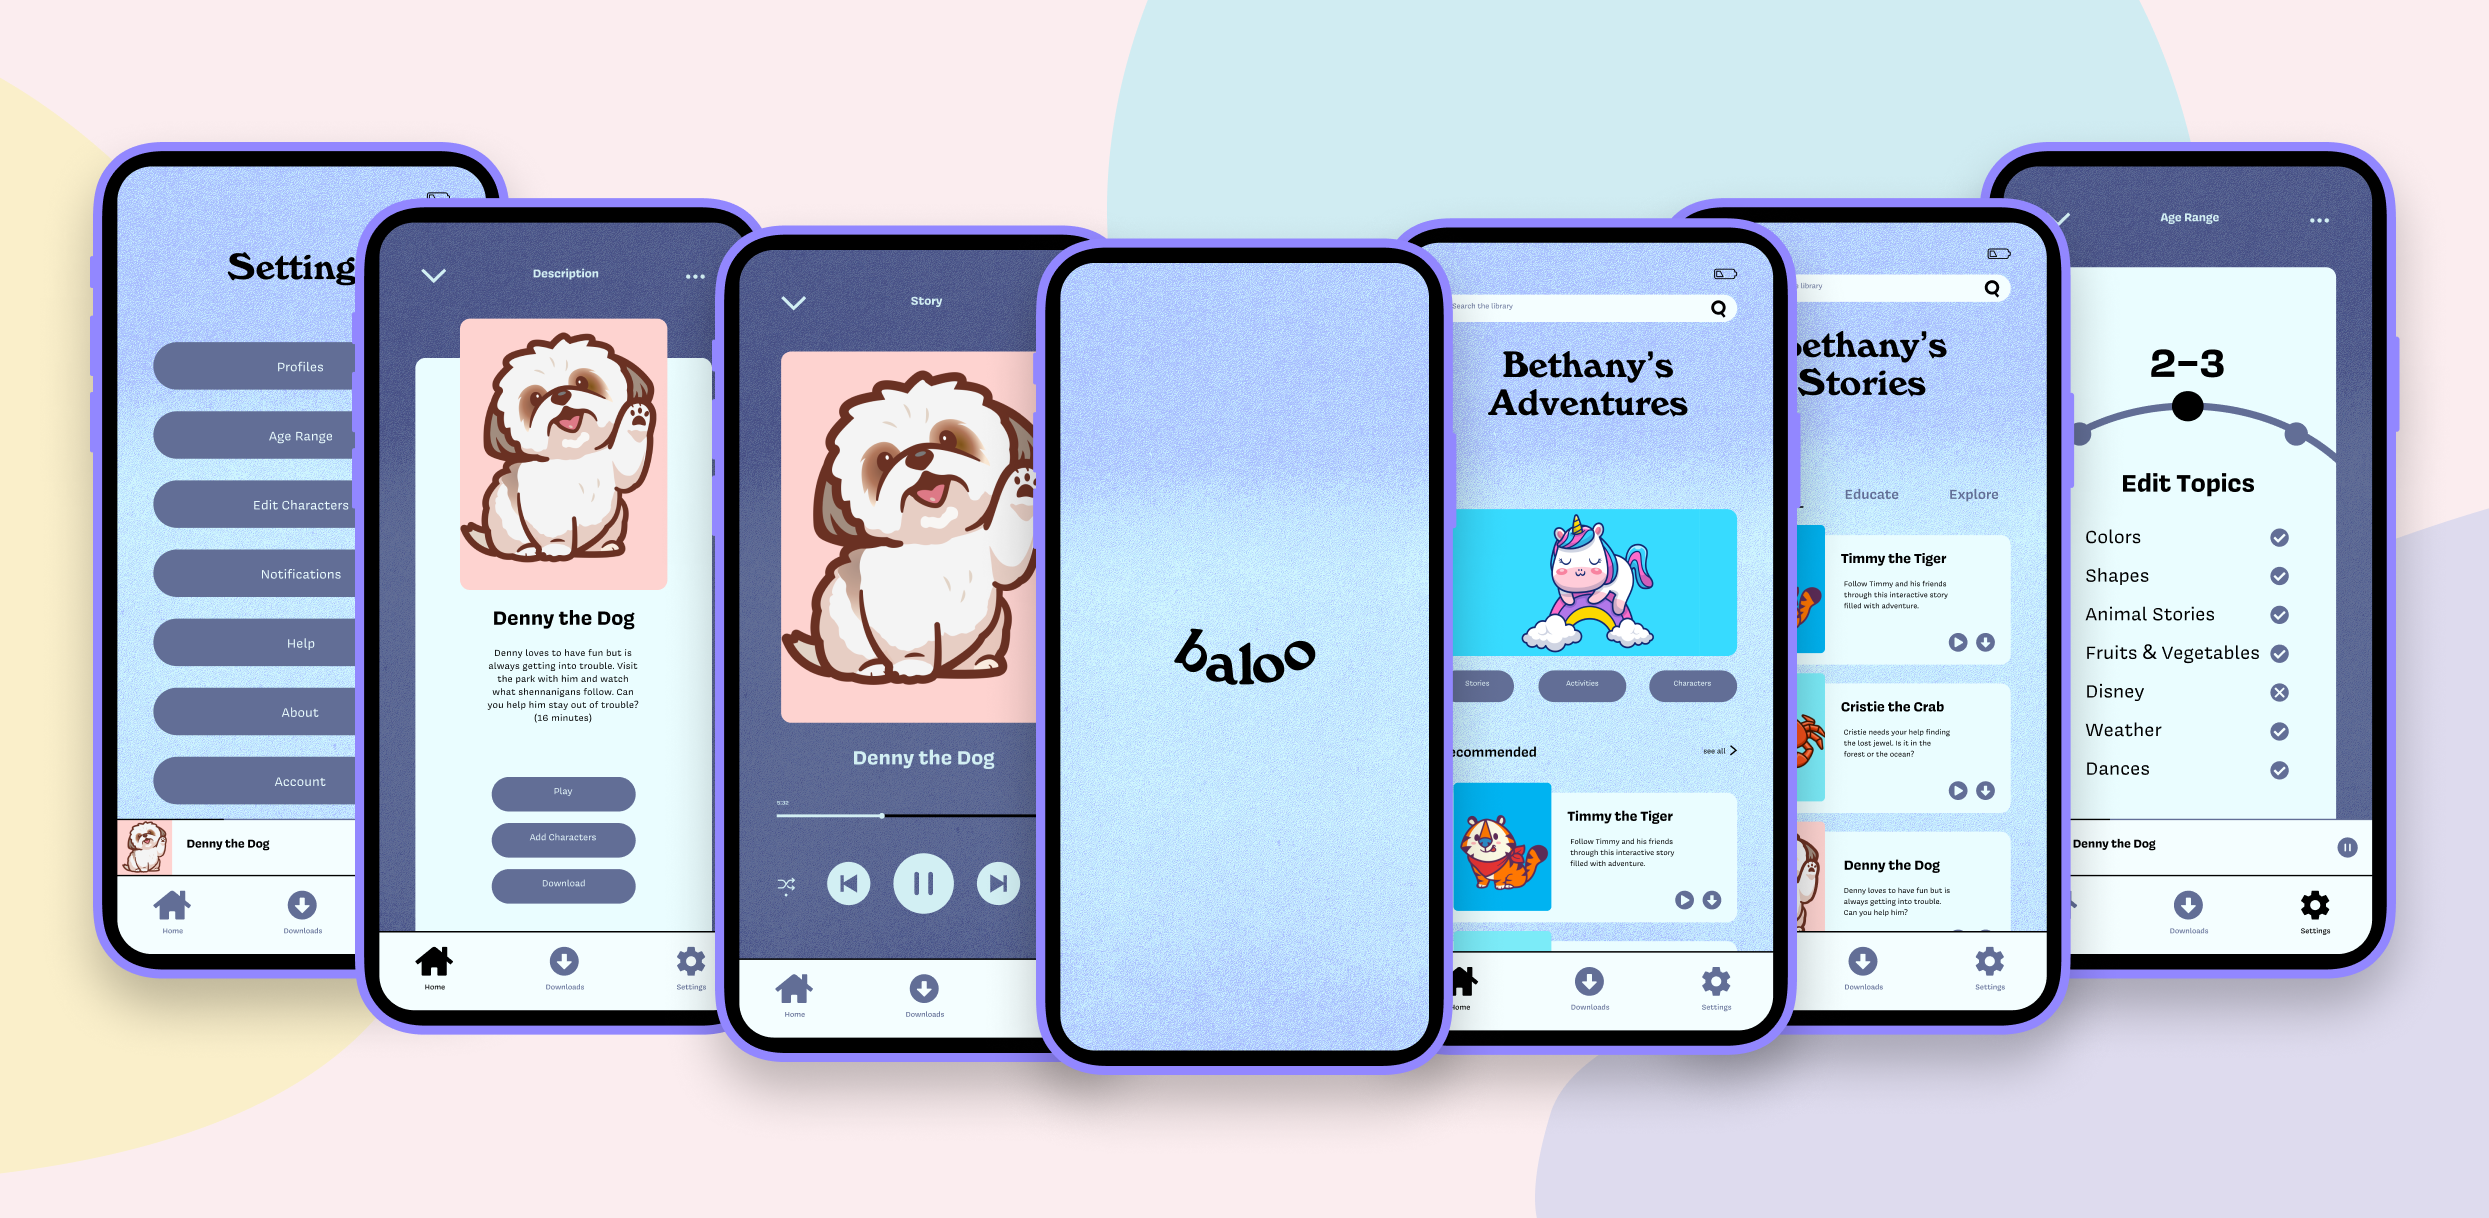 Setting
Profiles
Age Range
Edit Characters
Notifications
Help
About
Account
Denny the Dog
Home
Downloads
Description
Denny the Dog
Denny loves to have fun but is
always getting into trouble. Visit
the park with him and watch
what shennanigans follow. Can
you help him stay out of trouble?
(16 minutes)
Play
Add Characters
Download
Home
Downloads
Settings
Story
Denny the Dog
5:32
Home
Downloads
baloo
Search the library
Bethany's
Adventures
Stories
Activities
Characters
ecommended
see all
Timmy the Tiger
Follow Timmy and his friends
through this interactive story
filled with adventure.
Home
Downloads
Settings
library
Bethany's
Stories
Educate
Explore
Timmy the Tiger
Follow Timmy and his friends
through this interactive story
filled with adventure.
Cristie the Crab
Cristie needs your help finding
the lost jewel. Is it in the
forest or the ocean?
Denny the Dog
Denny loves to have fun but is
always getting into trouble.
Can you help him?
Downloads
Settings
Age Range
2-3
Edit Topics
Colors
Shapes
Animal Stories
Fruits & Vegetables
Disney
Weather
Dances
Denny the Dog
Downloads
Settings